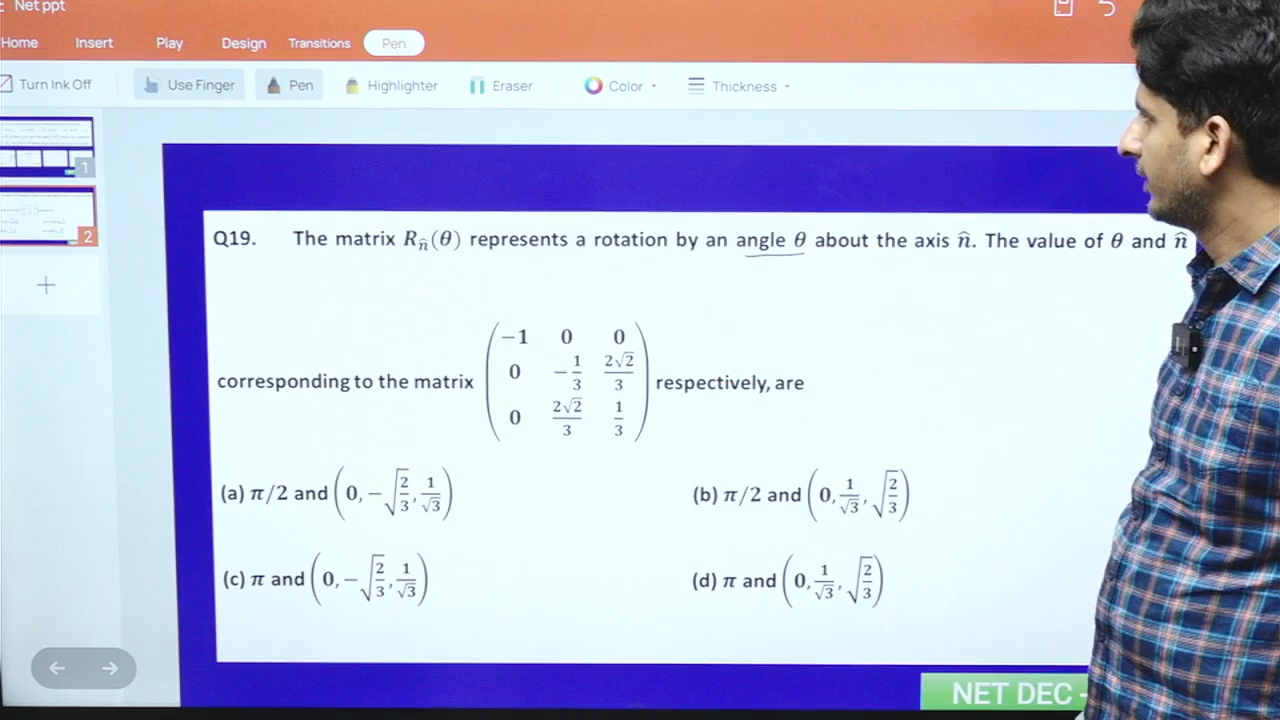 Net ppt
Home Insert Play Design Transitions Pen
Turn Ink Off Use Finger Pen Highlighter Eraser Color Thickness
1
2
Q19. The matrix R_n̂(θ) represents a rotation by an angle θ about the axis n̂. The value of θ and n̂
−1 0 0
corresponding to the matrix 0 −1/3 2√2/3 respectively, are
0 2√2/3 1/3
(a) π/2 and (0, −√(2/3), 1/√3) (b) π/2 and (0, 1/√3, √(2/3))
(c) π and (0, −√(2/3), 1/√3) (d) π and (0, 1/√3, √(2/3))
NET DEC -